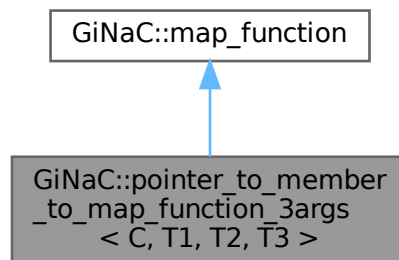 GiNaC::map_function
GiNaC::pointer_to_member
_to_map_function_3args
< C, T1, T2, T3 >